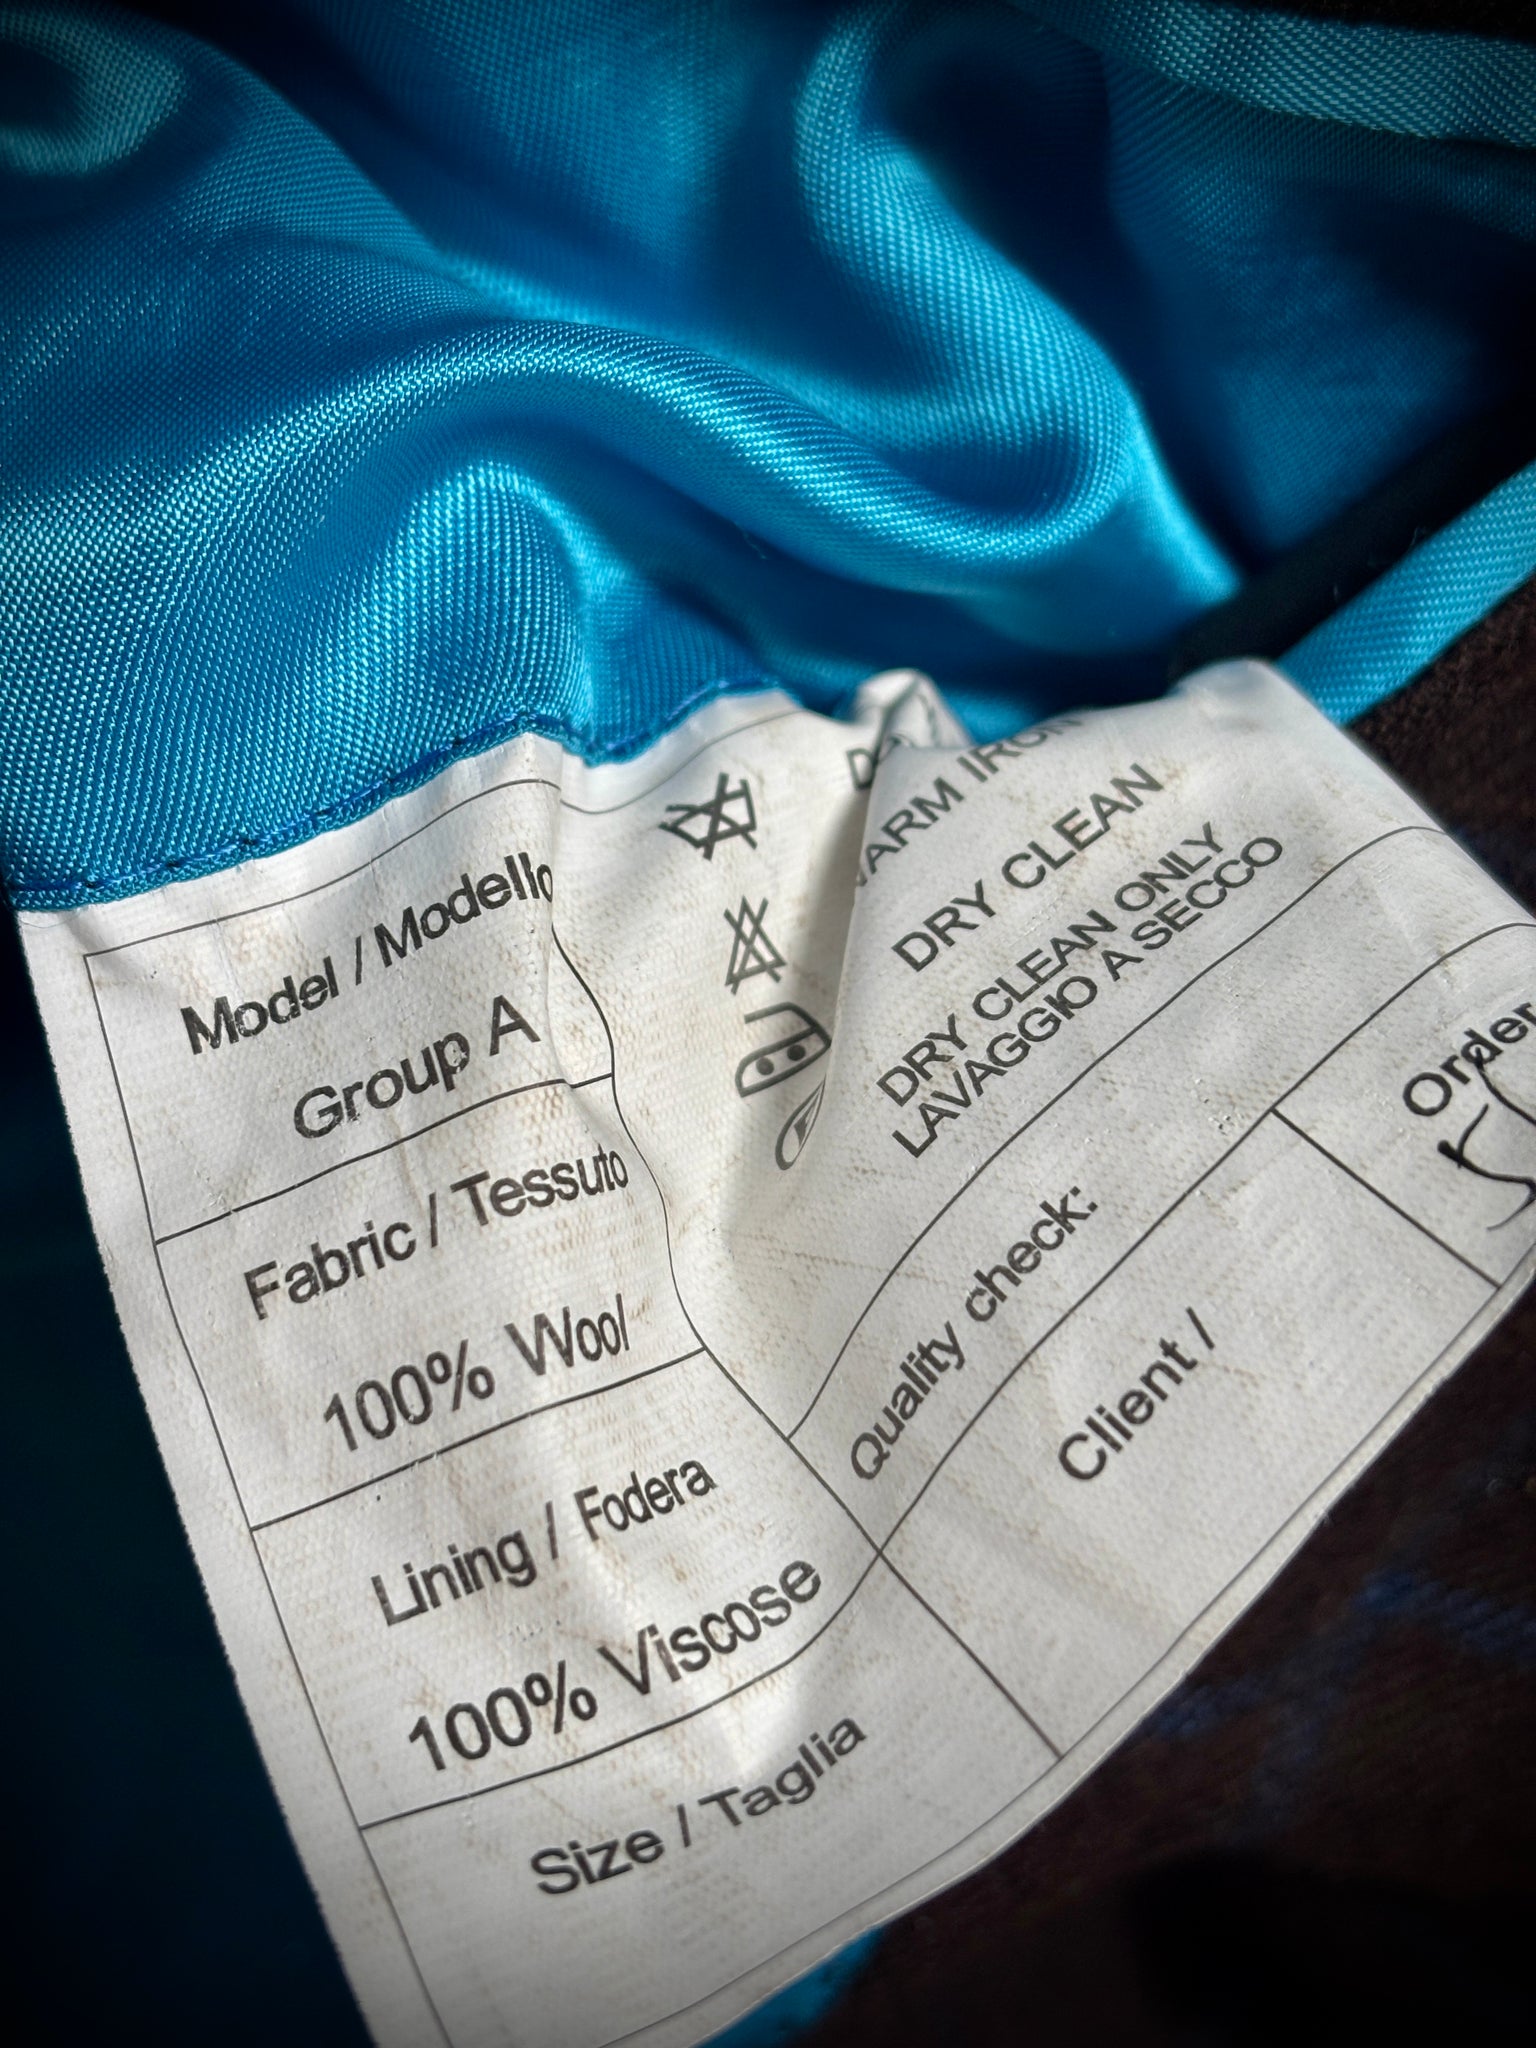 Model / Modello
Group A
Fabric / Tessuto
100% Wool
Lining / Fodera
100% Viscose
Size / Taglia
WARM IRON
DRY CLEAN
DRY CLEAN ONLY
LAVAGGIO A SECCO
Quality check:
Client /
Order